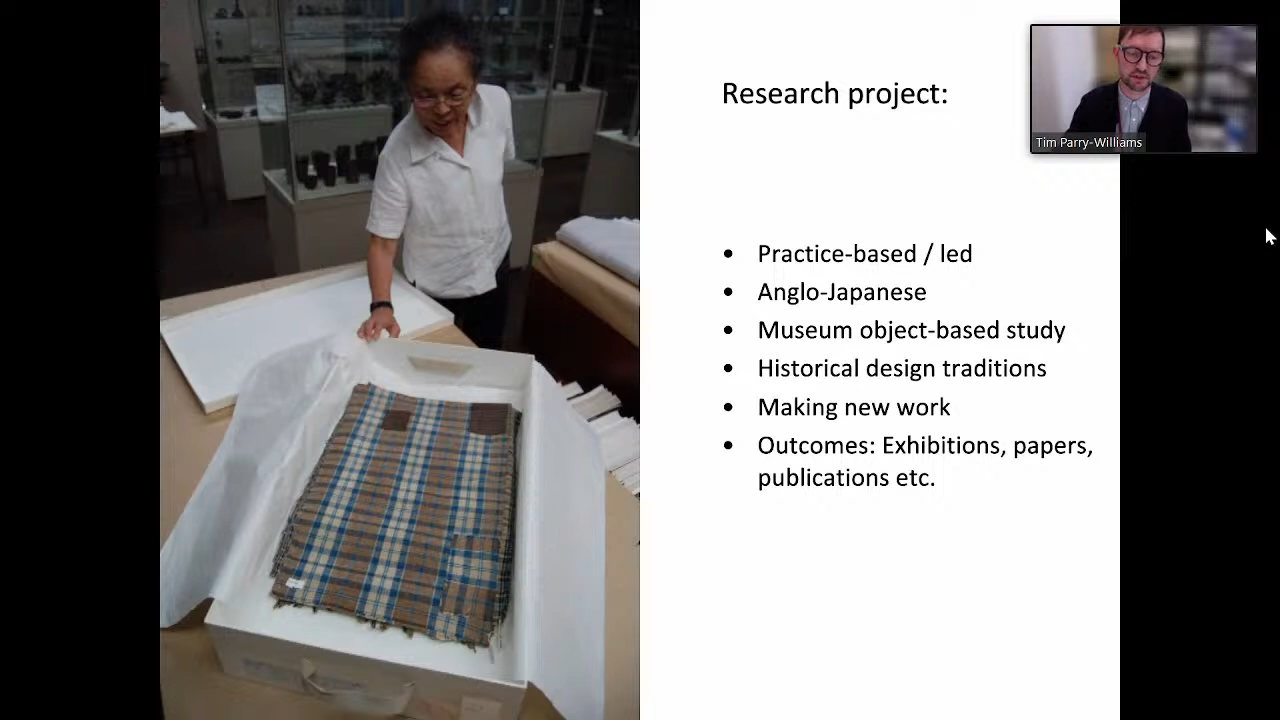 Research project:
Tim Parry-Williams
• Practice-based / led
• Anglo-Japanese
• Museum object-based study
• Historical design traditions
• Making new work
• Outcomes: Exhibitions, papers,
publications etc.